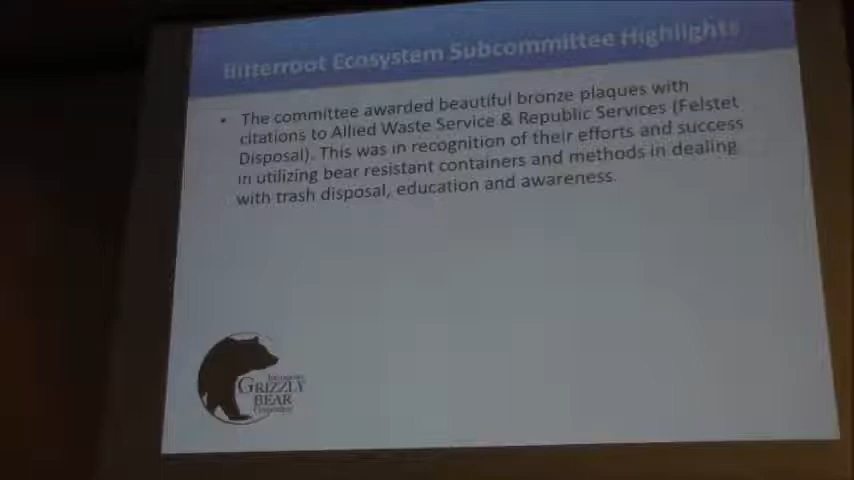 Bitterroot Ecosystem Subcommittee Highlights
• The committee awarded beautiful bronze plaques with
citations to Allied Waste Service & Republic Services (Felstet
Disposal). This was in recognition of their efforts and success
in utilizing bear resistant containers and methods in dealing
with trash disposal, education and awareness.
Interagency
GRIZZLY
BEAR
Committee